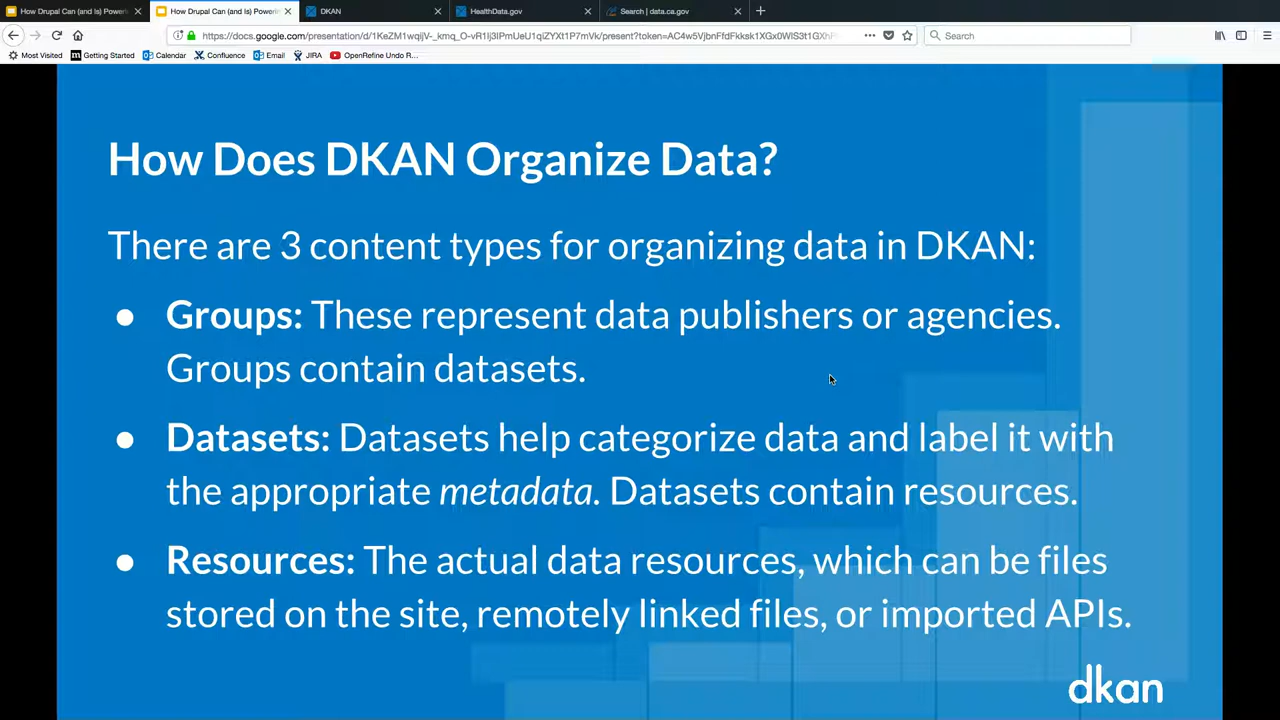 How Drupal Can (and Is) Powerin
How Drupal Can (and Is) Powerin
DKAN
HealthData.gov
Search | data.ca.gov
Search
Most Visited
Getting Started
Calendar
Confluence
Email
JIRA
OpenRefine Undo R...
How Does DKAN Organize Data?
There are 3 content types for organizing data in DKAN:
● Groups: These represent data publishers or agencies.
Groups contain datasets.
● Datasets: Datasets help categorize data and label it with
the appropriate metadata. Datasets contain resources.
● Resources: The actual data resources, which can be files
stored on the site, remotely linked files, or imported APIs.
dkan